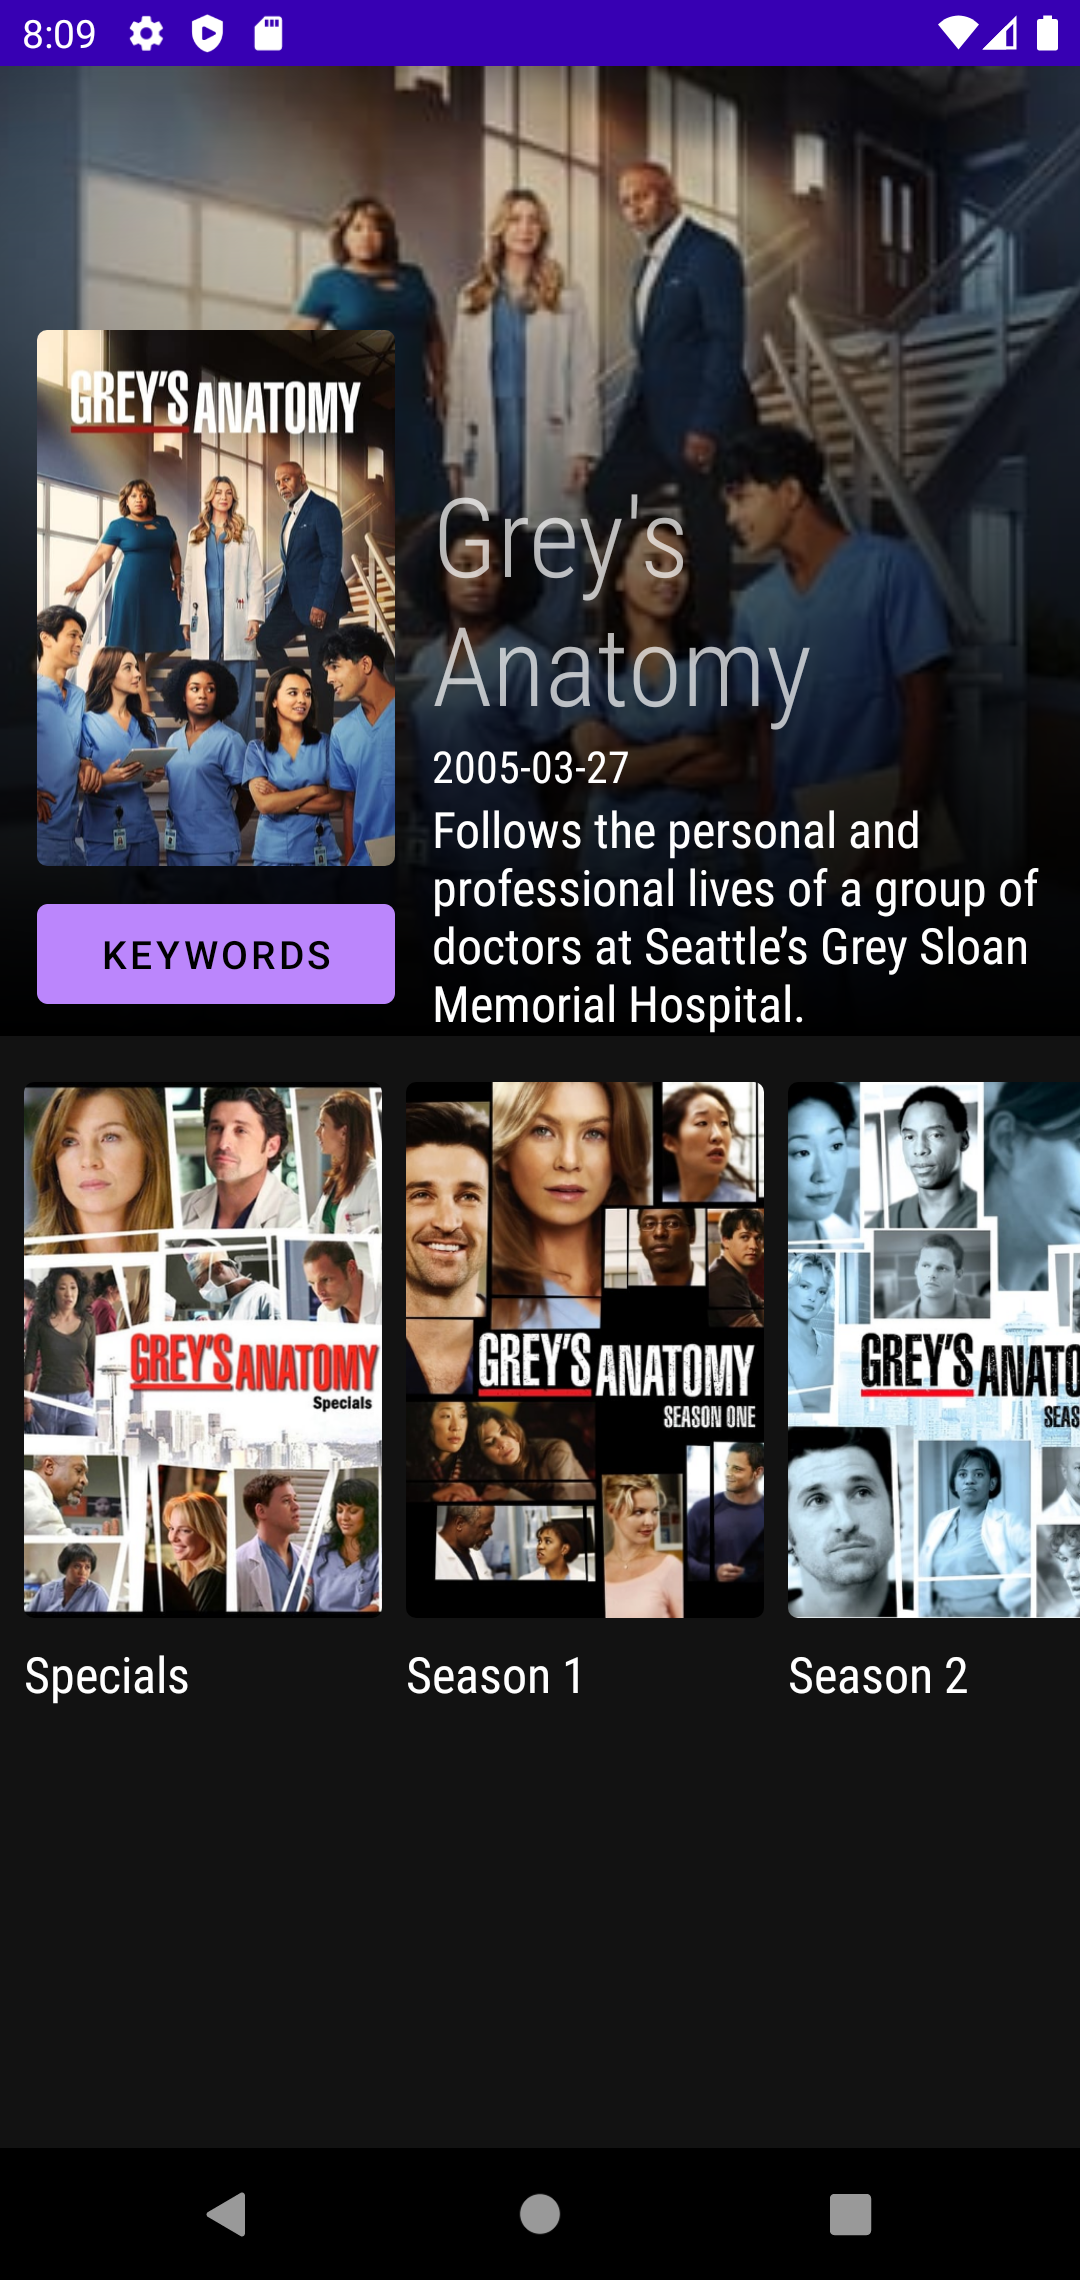 8:09
GREY'S ANATOMY
Grey's
Anatomy
2005-03-27
Follows the personal and
professional lives of a group of
doctors at Seattle’s Grey Sloan
Memorial Hospital.
KEYWORDS
GREY'S ANATOMY
Specials
GREY'S ANATOMY
SEASON ONE
GREY'S ANATO
SEAS
Specials
Season 1
Season 2